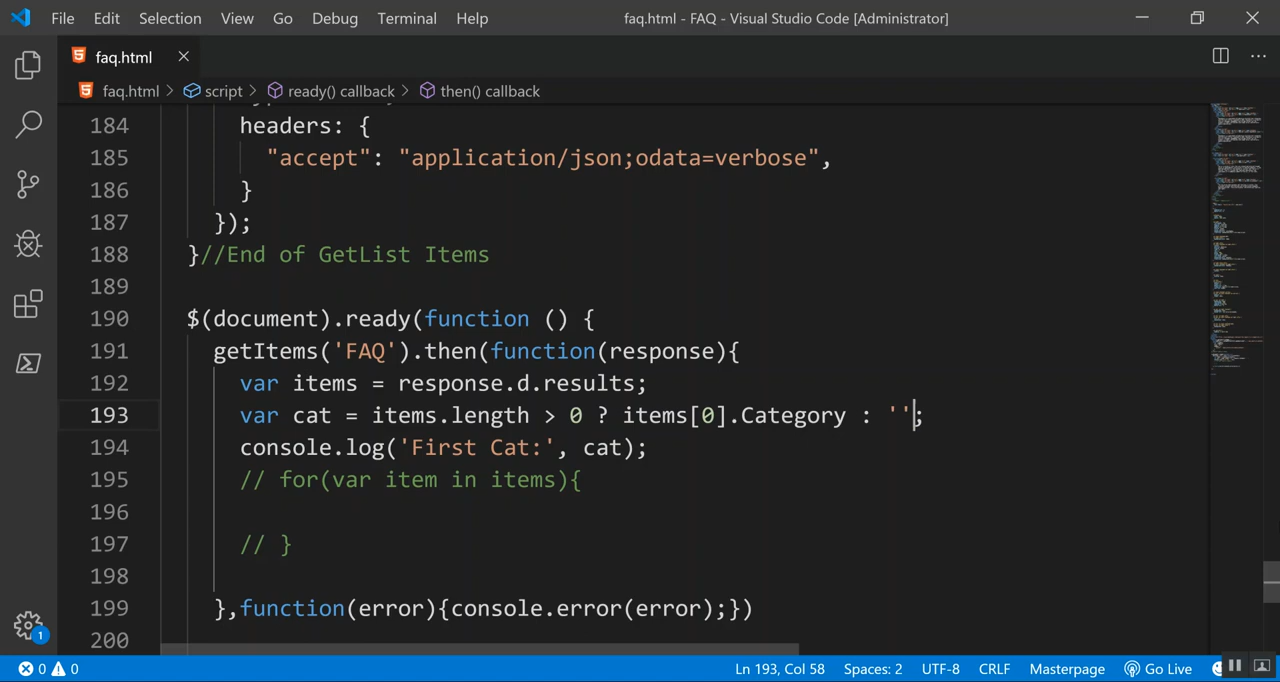 File Edit Selection View Go Debug Terminal Help faq.html - FAQ - Visual Studio Code [Administrator]
faq.html
faq.html > script > ready() callback > then() callback
184 headers: {
185 "accept": "application/json;odata=verbose",
186 }
187 });
188 }//End of GetList Items
189
190 $(document).ready(function () {
191 getItems('FAQ').then(function(response){
192 var items = response.d.results;
193 var cat = items.length > 0 ? items[0].Category : '';
194 console.log('First Cat:', cat);
195 // for(var item in items){
196
197 // }
198
199 },function(error){console.error(error);})
200
1
0 0 Ln 193, Col 58 Spaces: 2 UTF-8 CRLF Masterpage Go Live